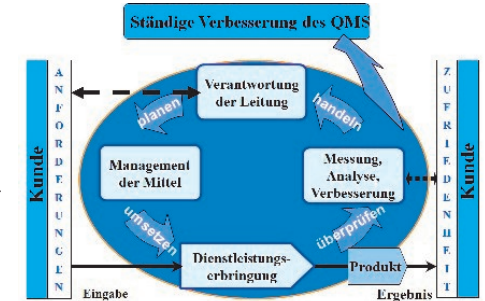 Ständige Verbesserung des QMS
Kunde
ANFORDERUNGEN
Verantwortung
der Leitung
planen
handeln
Management
der Mittel
Messung,
Analyse,
Verbesserung
umsetzen
überprüfen
Dienstleistungs-
erbringung
Produkt
Eingabe
Ergebnis
ZUFRIEDENHEIT
Kunde